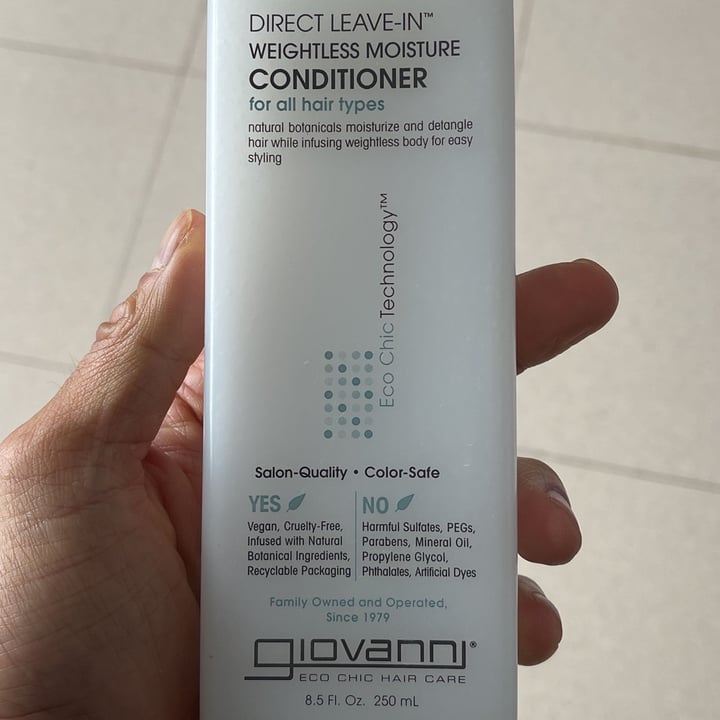 DIRECT LEAVE-IN™
WEIGHTLESS MOISTURE
CONDITIONER
for all hair types
natural botanicals moisturize and detangle
hair while infusing weightless body for easy
styling
Eco Chic Technology™
Salon-Quality • Color-Safe
YES
Vegan, Cruelty-Free,
Infused with Natural
Botanical Ingredients,
Recyclable Packaging
NO
Harmful Sulfates, PEGs,
Parabens, Mineral Oil,
Propylene Glycol,
Phthalates, Artificial Dyes
Family Owned and Operated,
Since 1979
giovanni®
ECO CHIC HAIR CARE
8.5 Fl. Oz. 250 mL